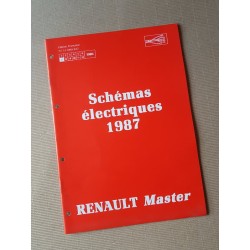 Schémas
électriques
1987
RENAULT Master